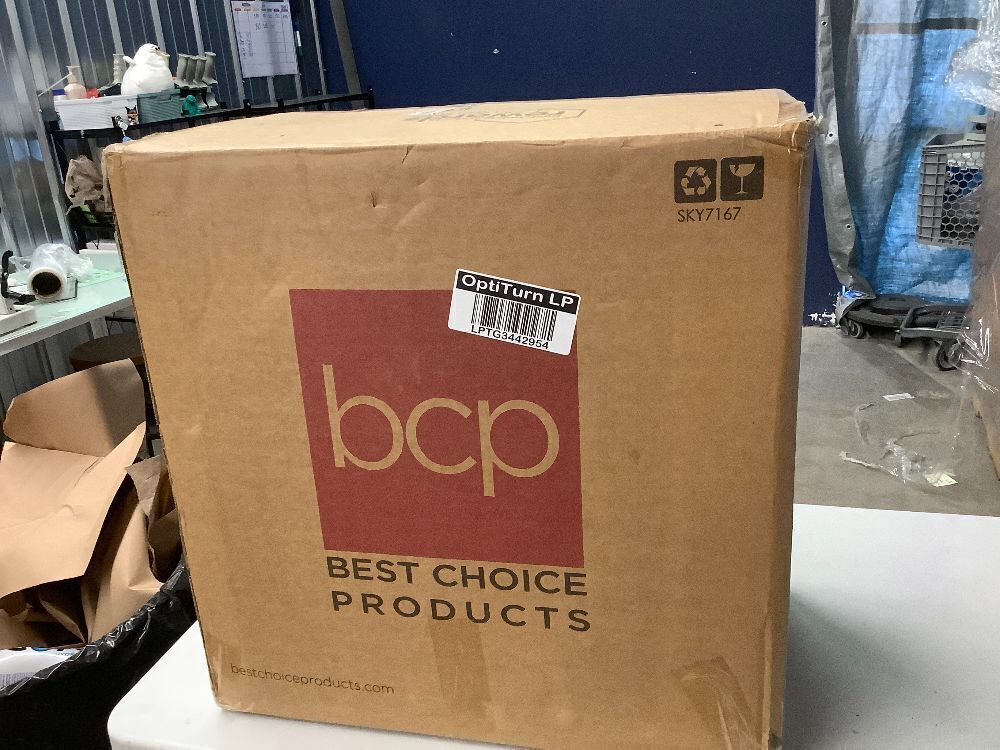 SKY7167
OptiTurn LP
LPTG3442954
bcp
BEST CHOICE
PRODUCTS
bestchoiceproducts.com